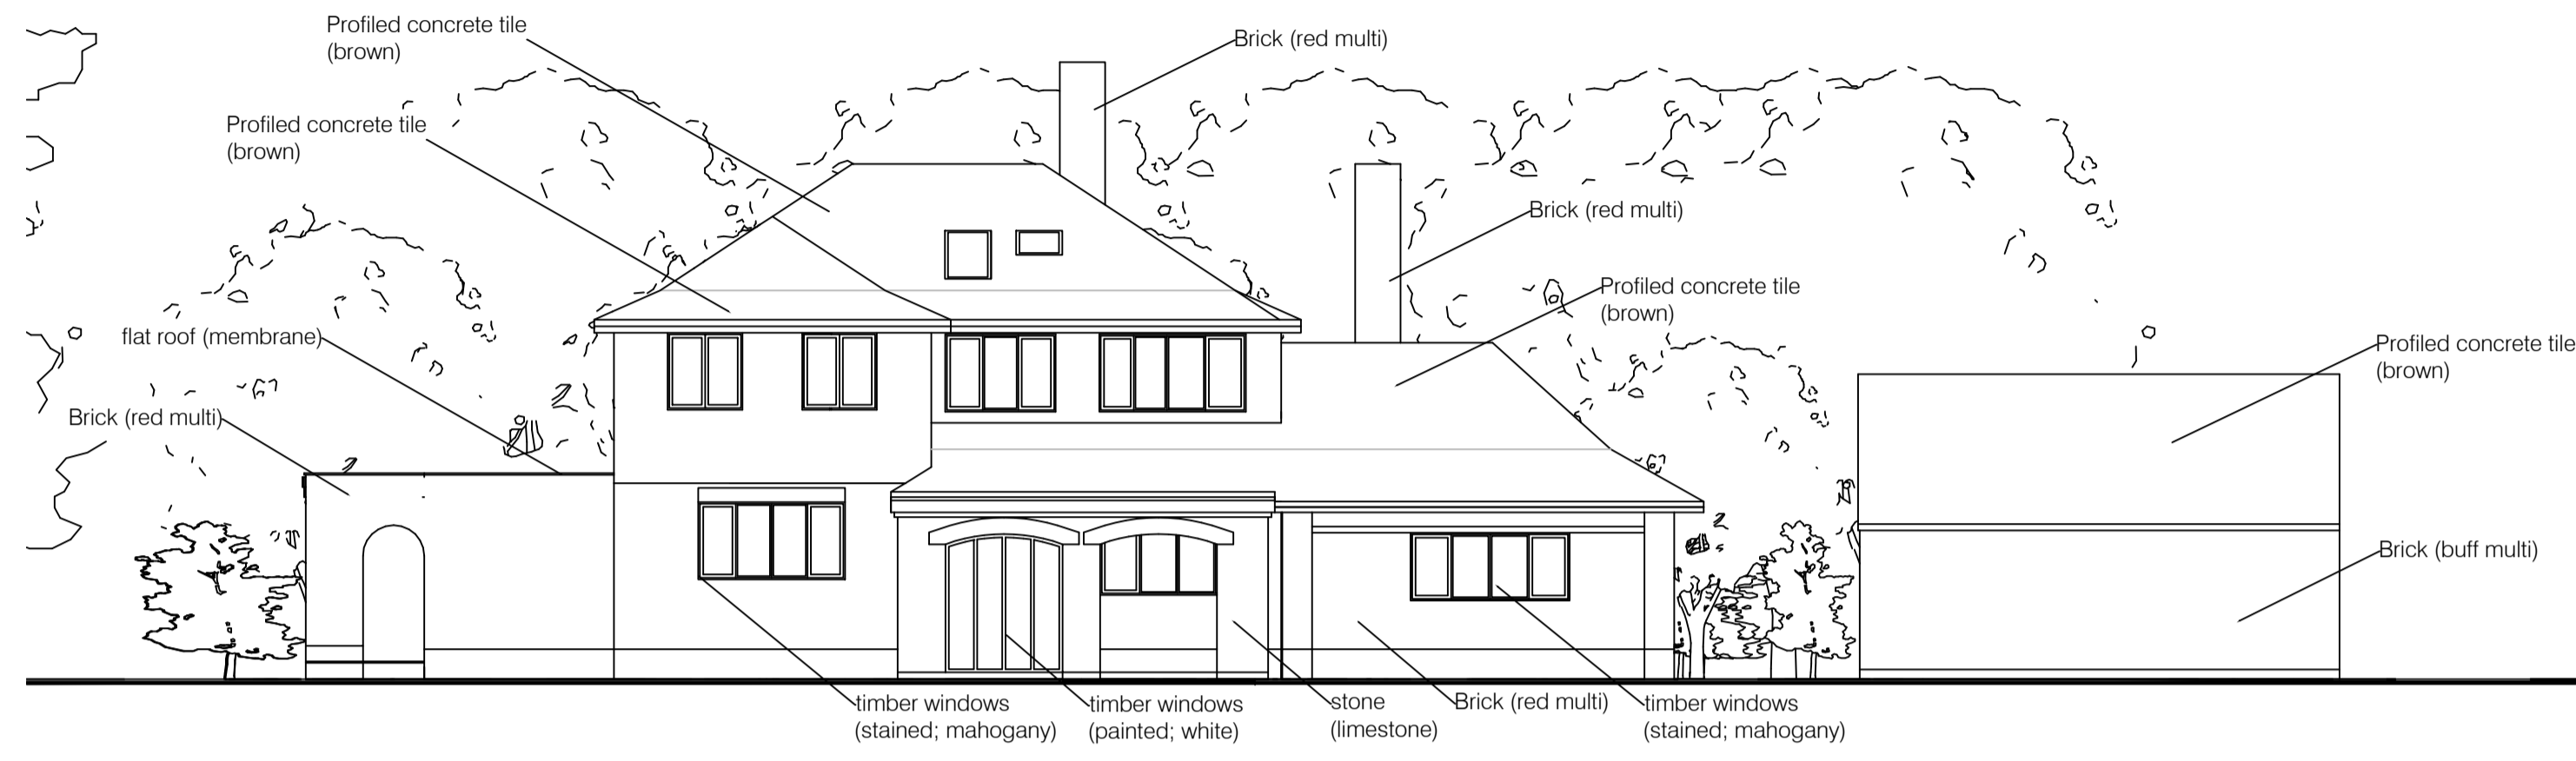 Profiled concrete tile
(brown)
Brick (red multi)
Profiled concrete tile
(brown)
Brick (red multi)
Profiled concrete tile
(brown)
flat roof (membrane)
Profiled concrete tile
(brown)
Brick (red multi)
Brick (buff multi)
timber windows
(stained; mahogany)
timber windows
(painted; white)
stone
(limestone)
Brick (red multi)
timber windows
(stained; mahogany)